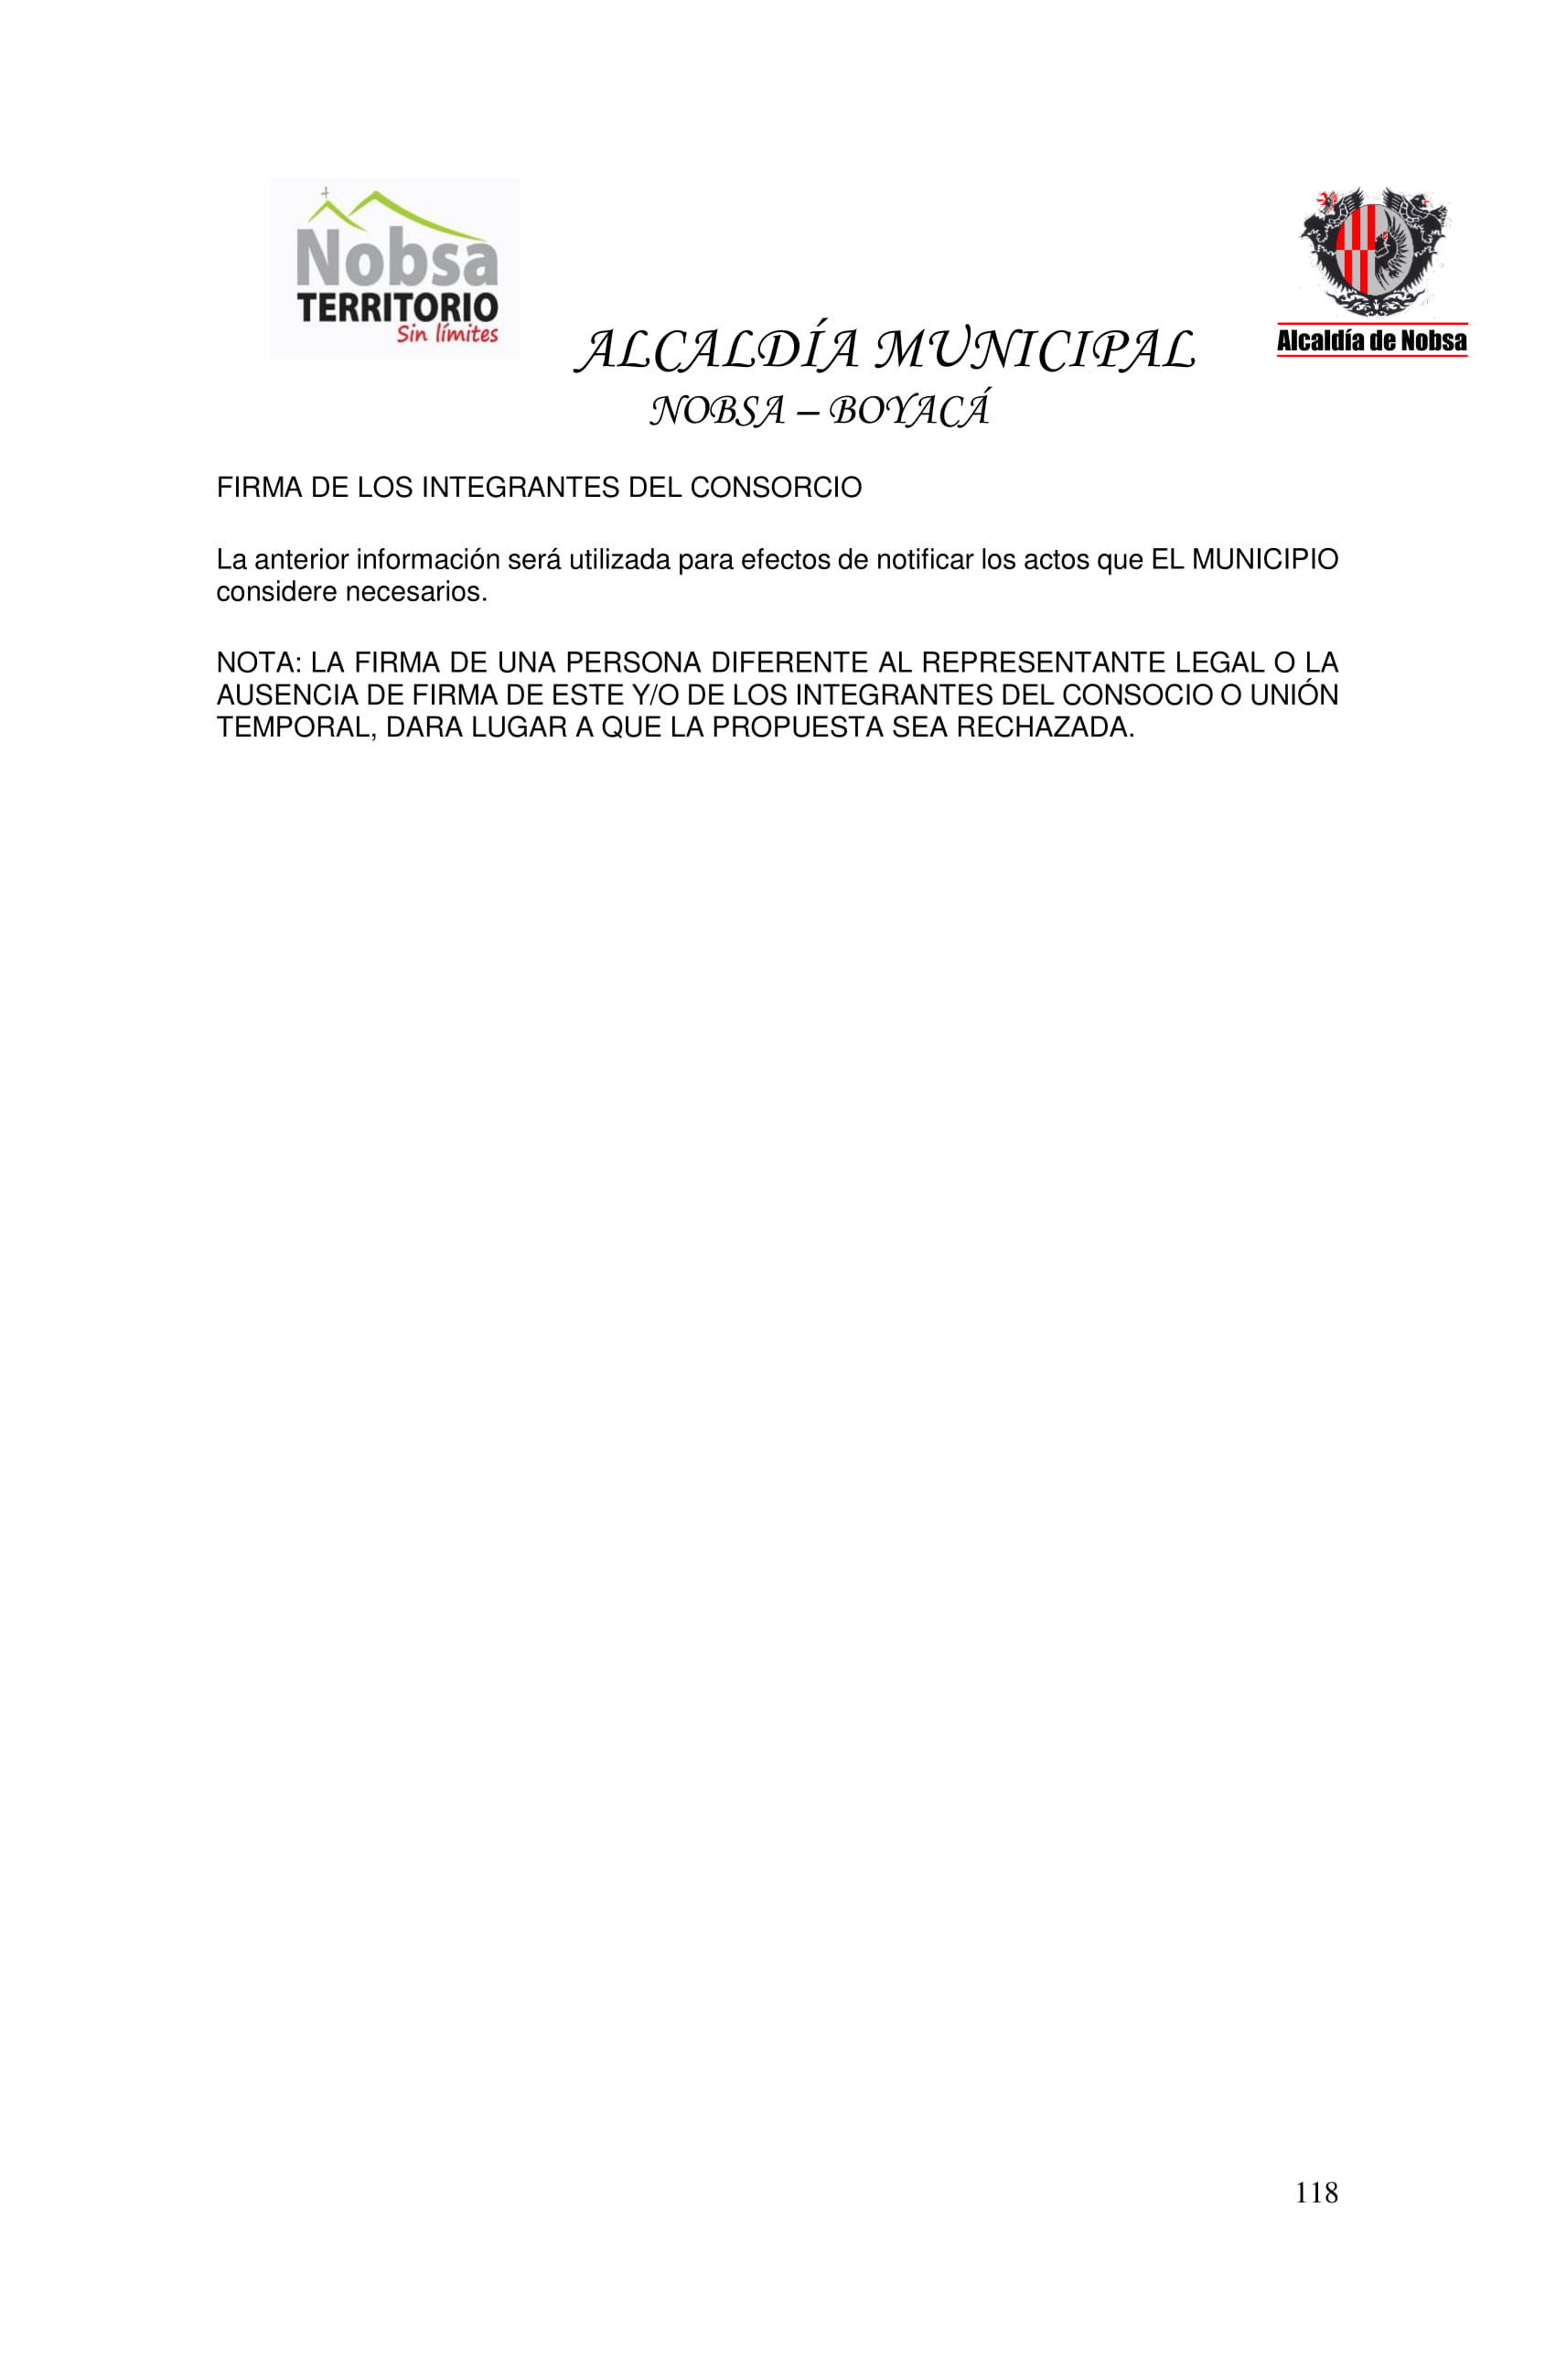 Nobsa
TERRITORIO
Sin límites
Alcaldía de Nobsa
ALCALDÍA MUNICIPAL
NOBSA – BOYACÁ
FIRMA DE LOS INTEGRANTES DEL CONSORCIO
La anterior información será utilizada para efectos de notificar los actos que EL MUNICIPIO
considere necesarios.
NOTA: LA FIRMA DE UNA PERSONA DIFERENTE AL REPRESENTANTE LEGAL O LA
AUSENCIA DE FIRMA DE ESTE Y/O DE LOS INTEGRANTES DEL CONSOCIO O UNIÓN
TEMPORAL, DARA LUGAR A QUE LA PROPUESTA SEA RECHAZADA.
118